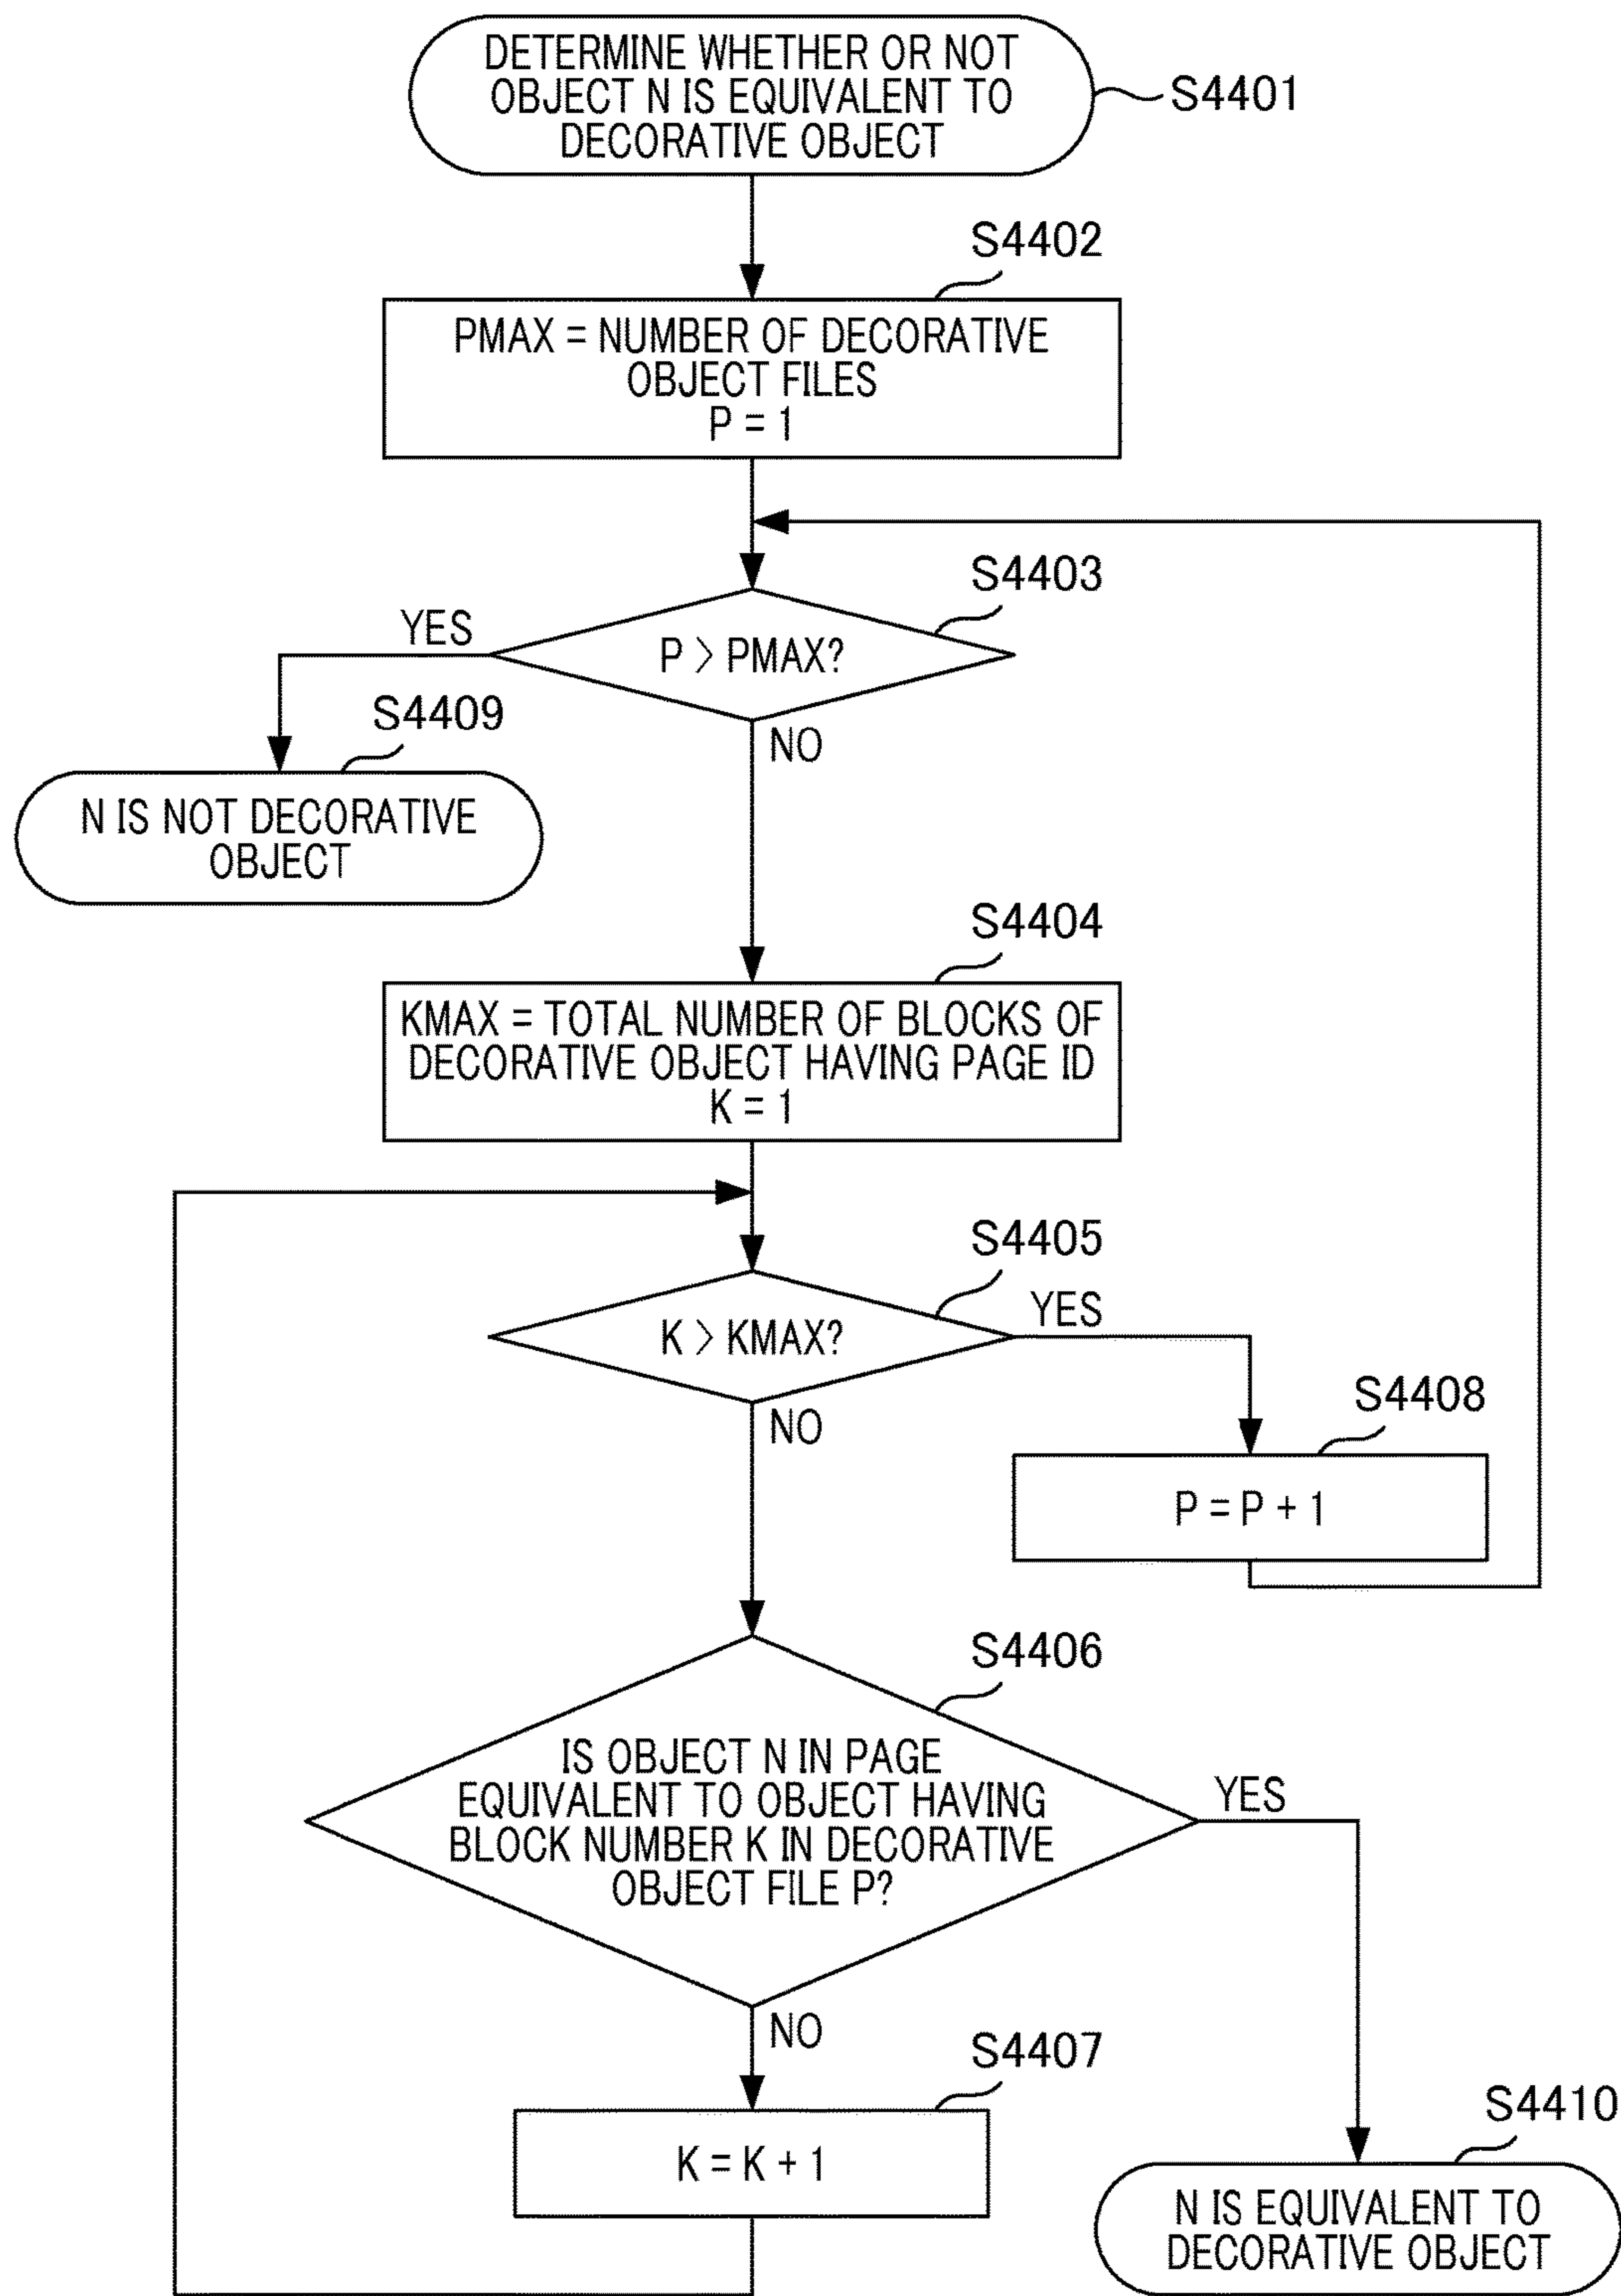 DETERMINE WHETHER OR NOT
OBJECT N IS EQUIVALENT TO
DECORATIVE OBJECT
S4401
S4402
PMAX = NUMBER OF DECORATIVE
OBJECT FILES
P = 1
S4403
YES
P > PMAX?
NO
S4409
N IS NOT DECORATIVE
OBJECT
S4404
KMAX = TOTAL NUMBER OF BLOCKS OF
DECORATIVE OBJECT HAVING PAGE ID
K = 1
S4405
YES
K > KMAX?
NO
S4408
P = P + 1
S4406
IS OBJECT N IN PAGE
EQUIVALENT TO OBJECT HAVING
BLOCK NUMBER K IN DECORATIVE
OBJECT FILE P?
YES
NO
S4407
K = K + 1
S4410
N IS EQUIVALENT TO
DECORATIVE OBJECT